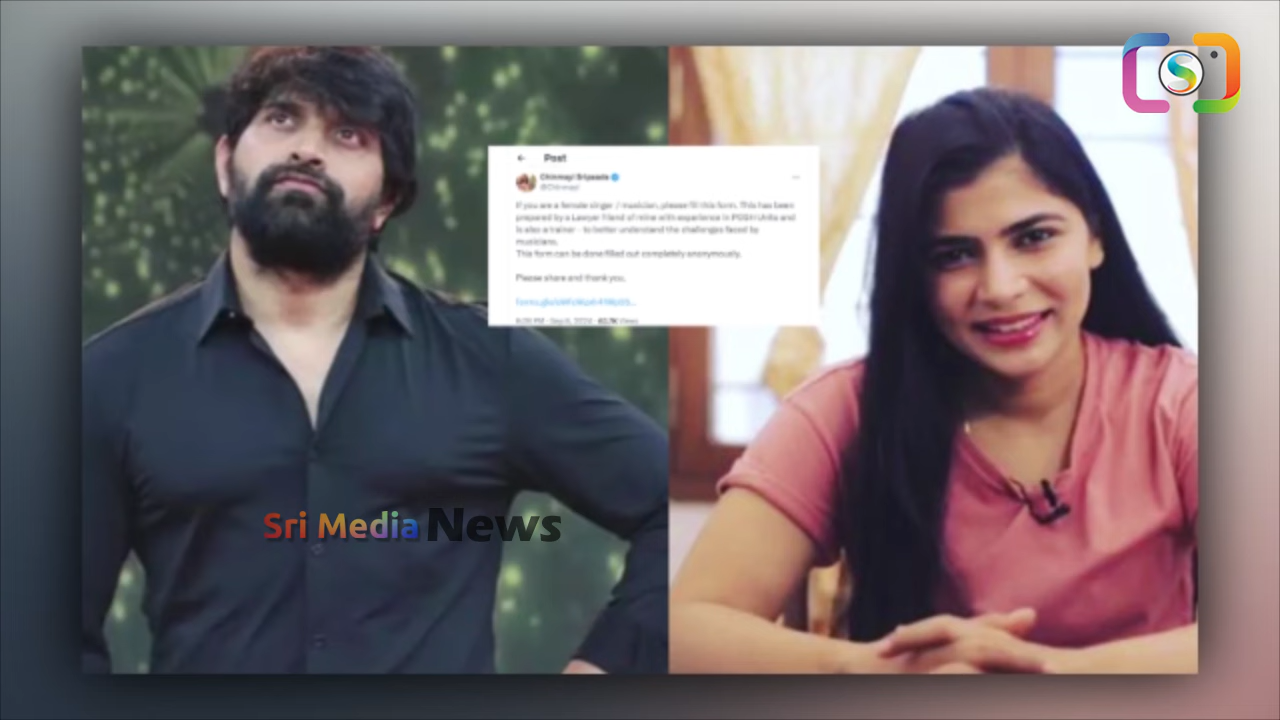 Post
Chinmayi Sripaada
@Chinmayi
If you are a female singer / musician, please fill this form. This has been
prepared by a Lawyer friend of mine with experience in POSH Units and
is also a trainer - to better understand the challenges faced by
musicians.
This form can be done filled out completely anonymously.
Please share and thank you.
2024 · Views
Sri Media News
S